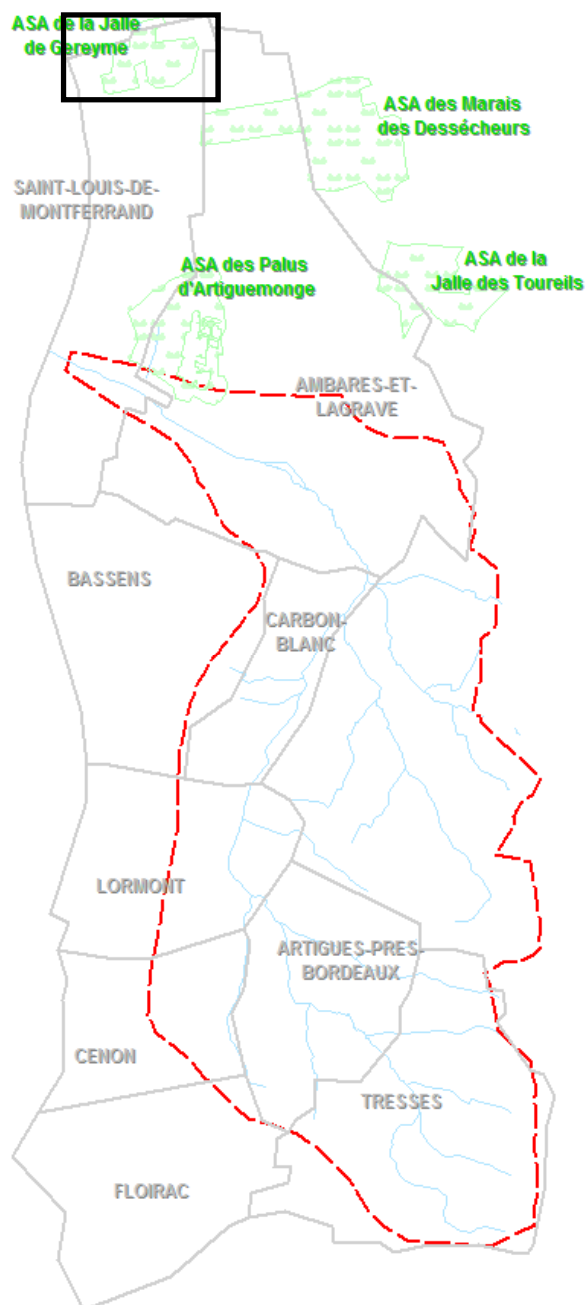 ASA de la Jalle
de Gereyme
ASA des Marais
des Dessécheurs
SAINT-LOUIS-DE-
MONTFERRAND
ASA des Palus
d'Artiguemonge
ASA de la
Jalle des Toureils
AMBARES-ET-
LAGRAVE
BASSENS
CARBON-
BLANC
LORMONT
ARTIGUES-PRES-
BORDEAUX
CENON
TRESSES
FLOIRAC